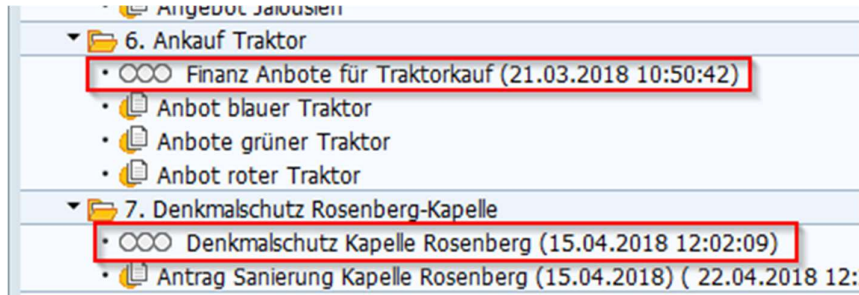 Angebot Jalousien
6. Ankauf Traktor
Finanz Anbote für Traktorkauf (21.03.2018 10:50:42)
Anbot blauer Traktor
Anbote grüner Traktor
Anbot roter Traktor
7. Denkmalschutz Rosenberg-Kapelle
Denkmalschutz Kapelle Rosenberg (15.04.2018 12:02:09)
Antrag Sanierung Kapelle Rosenberg (15.04.2018) ( 22.04.2018 12: